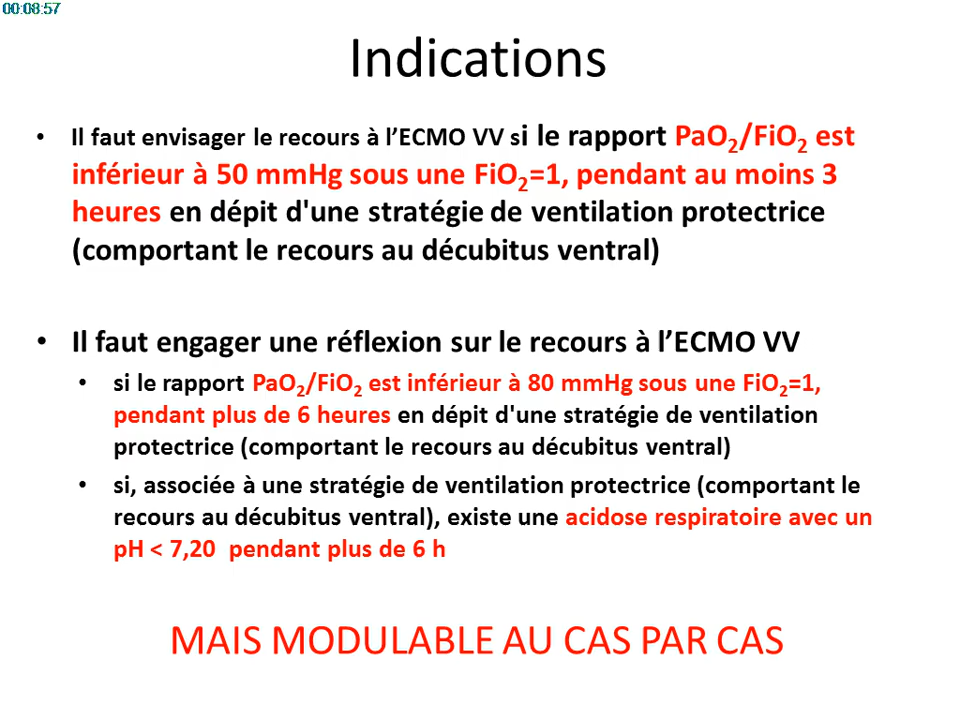 00:08:57
Indications
• Il faut envisager le recours à l’ECMO VV si le rapport PaO2/FiO2 est
inférieur à 50 mmHg sous une FiO2=1, pendant au moins 3
heures en dépit d'une stratégie de ventilation protectrice
(comportant le recours au décubitus ventral)
• Il faut engager une réflexion sur le recours à l’ECMO VV
• si le rapport PaO2/FiO2 est inférieur à 80 mmHg sous une FiO2=1,
pendant plus de 6 heures en dépit d'une stratégie de ventilation
protectrice (comportant le recours au décubitus ventral)
• si, associée à une stratégie de ventilation protectrice (comportant le
recours au décubitus ventral), existe une acidose respiratoire avec un
pH < 7,20 pendant plus de 6 h
MAIS MODULABLE AU CAS PAR CAS